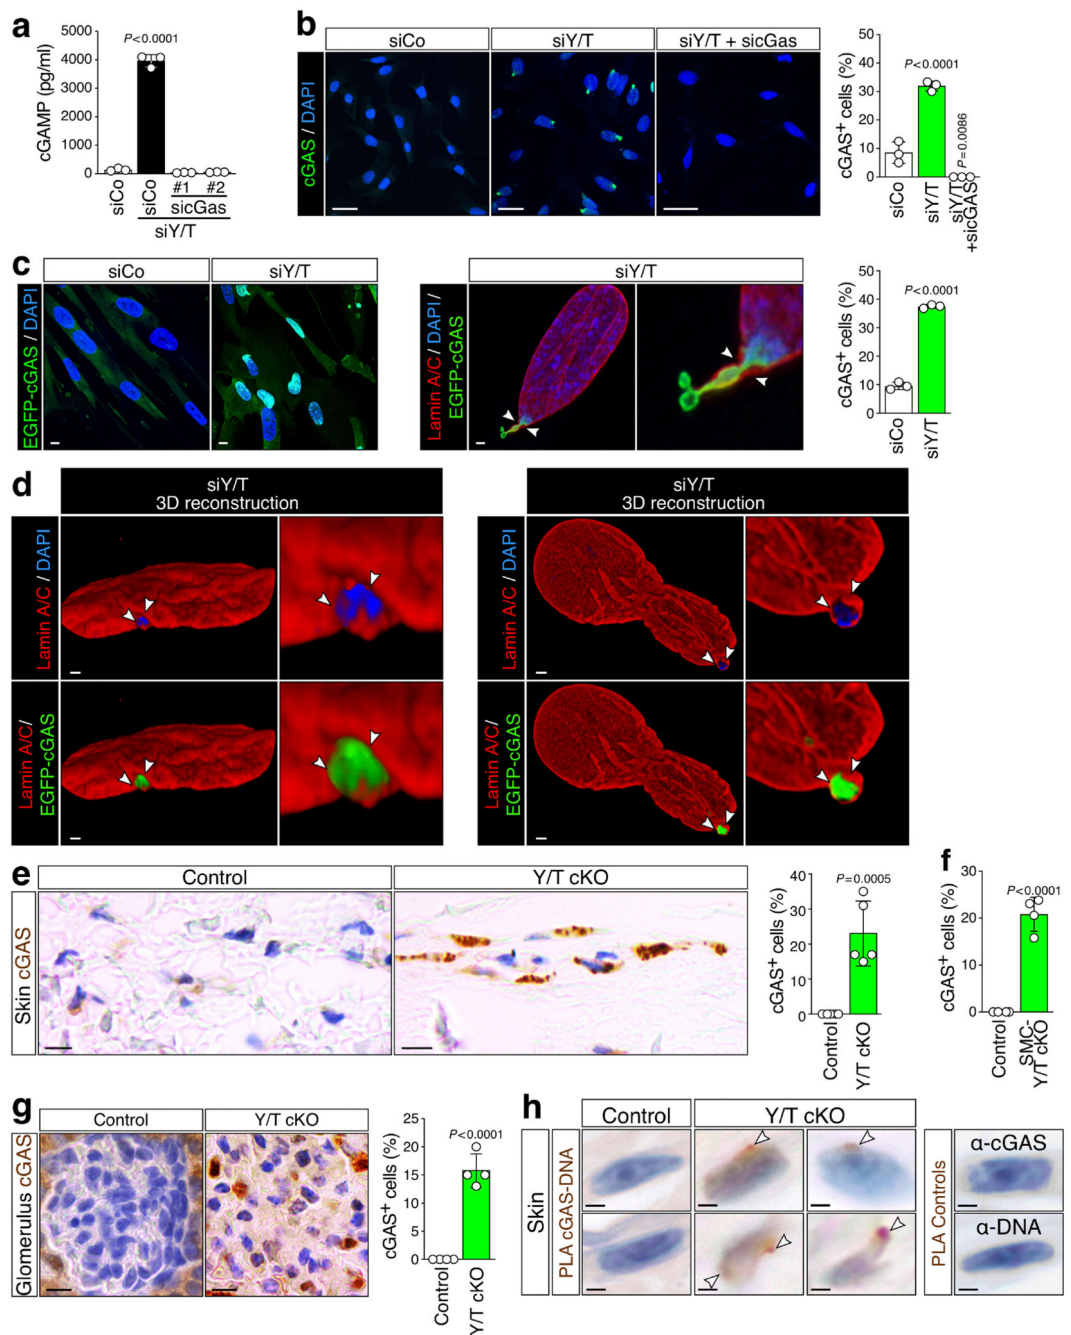 a
cGAMP (pg/ml)
5000
4000
3000
2000
1000
0
P<0.0001
siCo
siCo
#1
#2
sicGas
siY/T
b
cGAS / DAPI
siCo
siY/T
siY/T + sicGas
cGAS+ cells (%)
50
40
30
20
10
0
P<0.0001
P=0.0086
siCo
siY/T
siY/T
+sicGAS
c
EGFP-cGAS / DAPI
siCo
siY/T
Lamin A/C / DAPI /
EGFP-cGAS
siY/T
cGAS+ cells (%)
50
40
30
20
10
0
P<0.0001
siCo
siY/T
d
siY/T
3D reconstruction
siY/T
3D reconstruction
Lamin A/C / DAPI
Lamin A/C / DAPI
Lamin A/C/
EGFP-cGAS
Lamin A/C/
EGFP-cGAS
e
Skin cGAS
Control
Y/T cKO
cGAS+ cells (%)
40
30
20
10
0
P=0.0005
Control
Y/T cKO
f
cGAS+ cells (%)
30
20
10
0
P<0.0001
Control
SMC-
Y/T cKO
g
Glomerulus cGAS
Control
Y/T cKO
cGAS+ cells (%)
25
20
15
10
5
0
P<0.0001
Control
Y/T cKO
h
Skin
PLA cGAS-DNA
Control
Y/T cKO
PLA Controls
α-cGAS
α-DNA